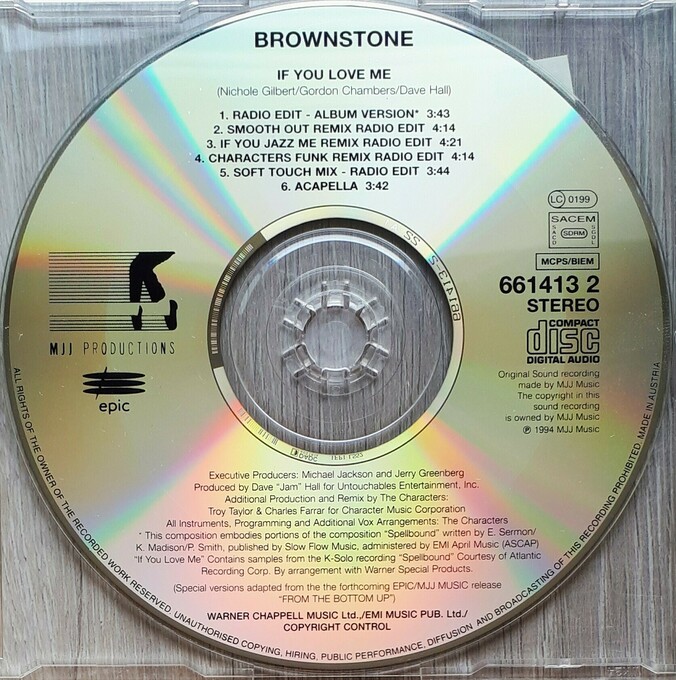 BROWNSTONE
IF YOU LOVE ME
(Nichole Gilbert/Gordon Chambers/Dave Hall)
1. RADIO EDIT - ALBUM VERSION* 3:43
2. SMOOTH OUT REMIX RADIO EDIT 4:14
3. IF YOU JAZZ ME REMIX RADIO EDIT 4:21
4. CHARACTERS FUNK REMIX RADIO EDIT 4:14
5. SOFT TOUCH MIX - RADIO EDIT 3:44
6. ACAPELLA 3:42
LC 0199
SACEM
SACD
SDRM
SGDL
MCPS/BIEM
661413 2
STEREO
COMPACT
disc
DIGITAL AUDIO
MJJ PRODUCTIONS
epic
Original Sound recording
made by MJJ Music
The copyright in this
sound recording
is owned by MJJ Music
℗ 1994 MJJ Music
Executive Producers: Michael Jackson and Jerry Greenberg
Produced by Dave "Jam" Hall for Untouchables Entertainment, Inc.
Additional Production and Remix by The Characters:
Troy Taylor & Charles Farrar for Character Music Corporation
All Instruments, Programming and Additional Vox Arrangements: The Characters
* This composition embodies portions of the composition "Spellbound" written by E. Sermon/
K. Madison/P. Smith, published by Slow Flow Music, administered by EMI April Music (ASCAP)
"If You Love Me" Contains samples from the K-Solo recording "Spellbound" Courtesy of Atlantic
Recording Corp. By arrangement with Warner Special Products.
(Special versions adapted from the the forthcoming EPIC/MJJ MUSIC release
"FROM THE BOTTOM UP")
WARNER CHAPPELL MUSIC Ltd.,/EMI MUSIC PUB. Ltd./
COPYRIGHT CONTROL
ALL RIGHTS OF THE OWNER OF THE RECORDED WORK RESERVED. UNAUTHORISED COPYING, HIRING, PUBLIC PERFORMANCE, DIFFUSION AND BROADCASTING OF THIS RECORDING PROHIBITED. MADE IN AUSTRIA